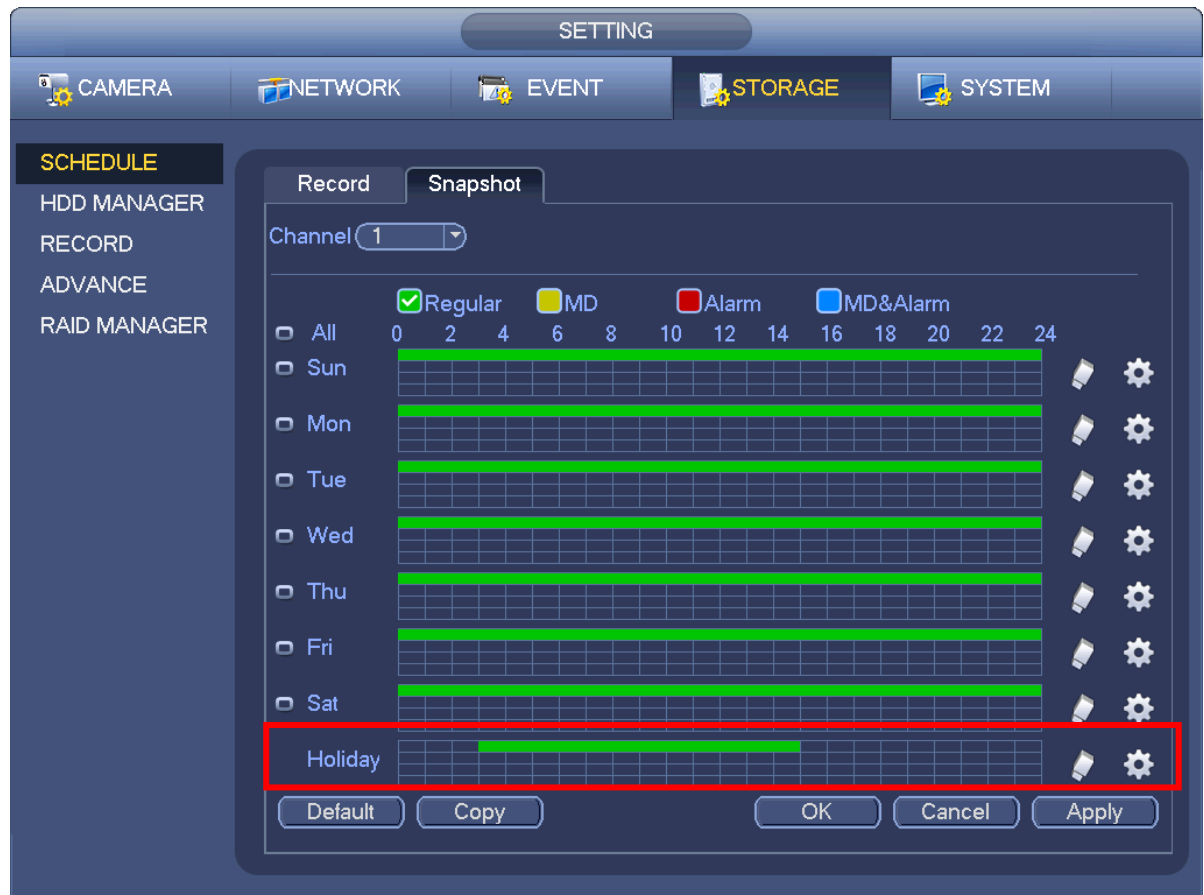 SETTING
CAMERA NETWORK EVENT STORAGE SYSTEM
SCHEDULE
HDD MANAGER
RECORD
ADVANCE
RAID MANAGER
Record Snapshot
Channel 1
Regular MD Alarm MD&Alarm
All 0 2 4 6 8 10 12 14 16 18 20 22 24
Sun
Mon
Tue
Wed
Thu
Fri
Sat
Holiday
Default Copy OK Cancel Apply